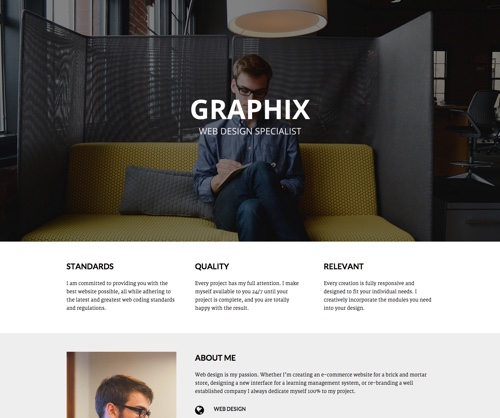 GRAPHIX
WEB DESIGN SPECIALIST
STANDARDS
I am committed to providing you with the
best website possible, all while adhering to
the latest and greatest web coding standards
and regulations.
QUALITY
Every project has my full attention. I make
myself available to you 24/7 until your
project is complete, and you are totally
happy with the result.
RELEVANT
Every creation is fully responsive and
designed to fit your individual needs. I
creatively incorporate the modules you need
into your design.
ABOUT ME
Web design is my passion. Whether I'm creating an e-commerce website for a brick and mortar
store, designing a new interface for a learning management system, or re-branding a well
established company I always dedicate myself 100% to my project.
WEB DESIGN